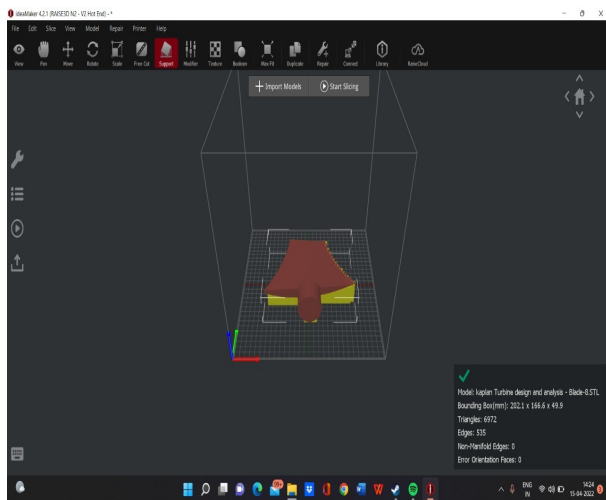 ideaMaker 4.2.1 (RAISE3D N2 - V2 Hot End) - *
File Edit Slice View Model Repair Printer Help
View Pan Move Rotate Scale Free Cut Support Modifier Texture Boolean Max Fit Duplicate Repair Connect Library RaiseCloud
Import Models Start Slicing
Model: kaplan Turbine design and analysis - Blade-8.STL
Bounding Box(mm): 202.1 x 166.6 x 49.9
Triangles: 6972
Edges: 535
Non-Manifold Edges: 0
Error Orientation Faces: 0
99+
ENG
IN
14:24
15-04-2022